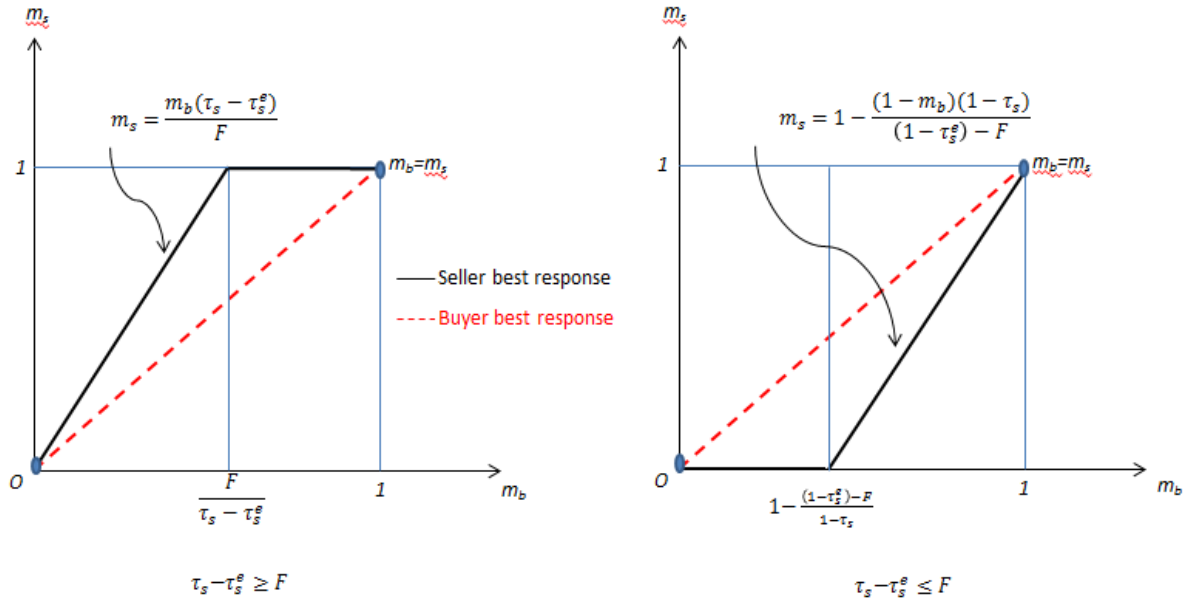 m_s
m_s = m_b(τ_s − τ_s^e) / F
1
m_b=m_s
Seller best response
Buyer best response
O
F / (τ_s − τ_s^e)
1
m_b
τ_s−τ_s^e ≥ F
m_s
m_s = 1 − (1 − m_b)(1 − τ_s) / ((1 − τ_s^e) − F)
1
m_b=m_s
O
1 − ((1−τ_s^e)−F) / (1−τ_s)
1
m_b
τ_s−τ_s^e ≤ F